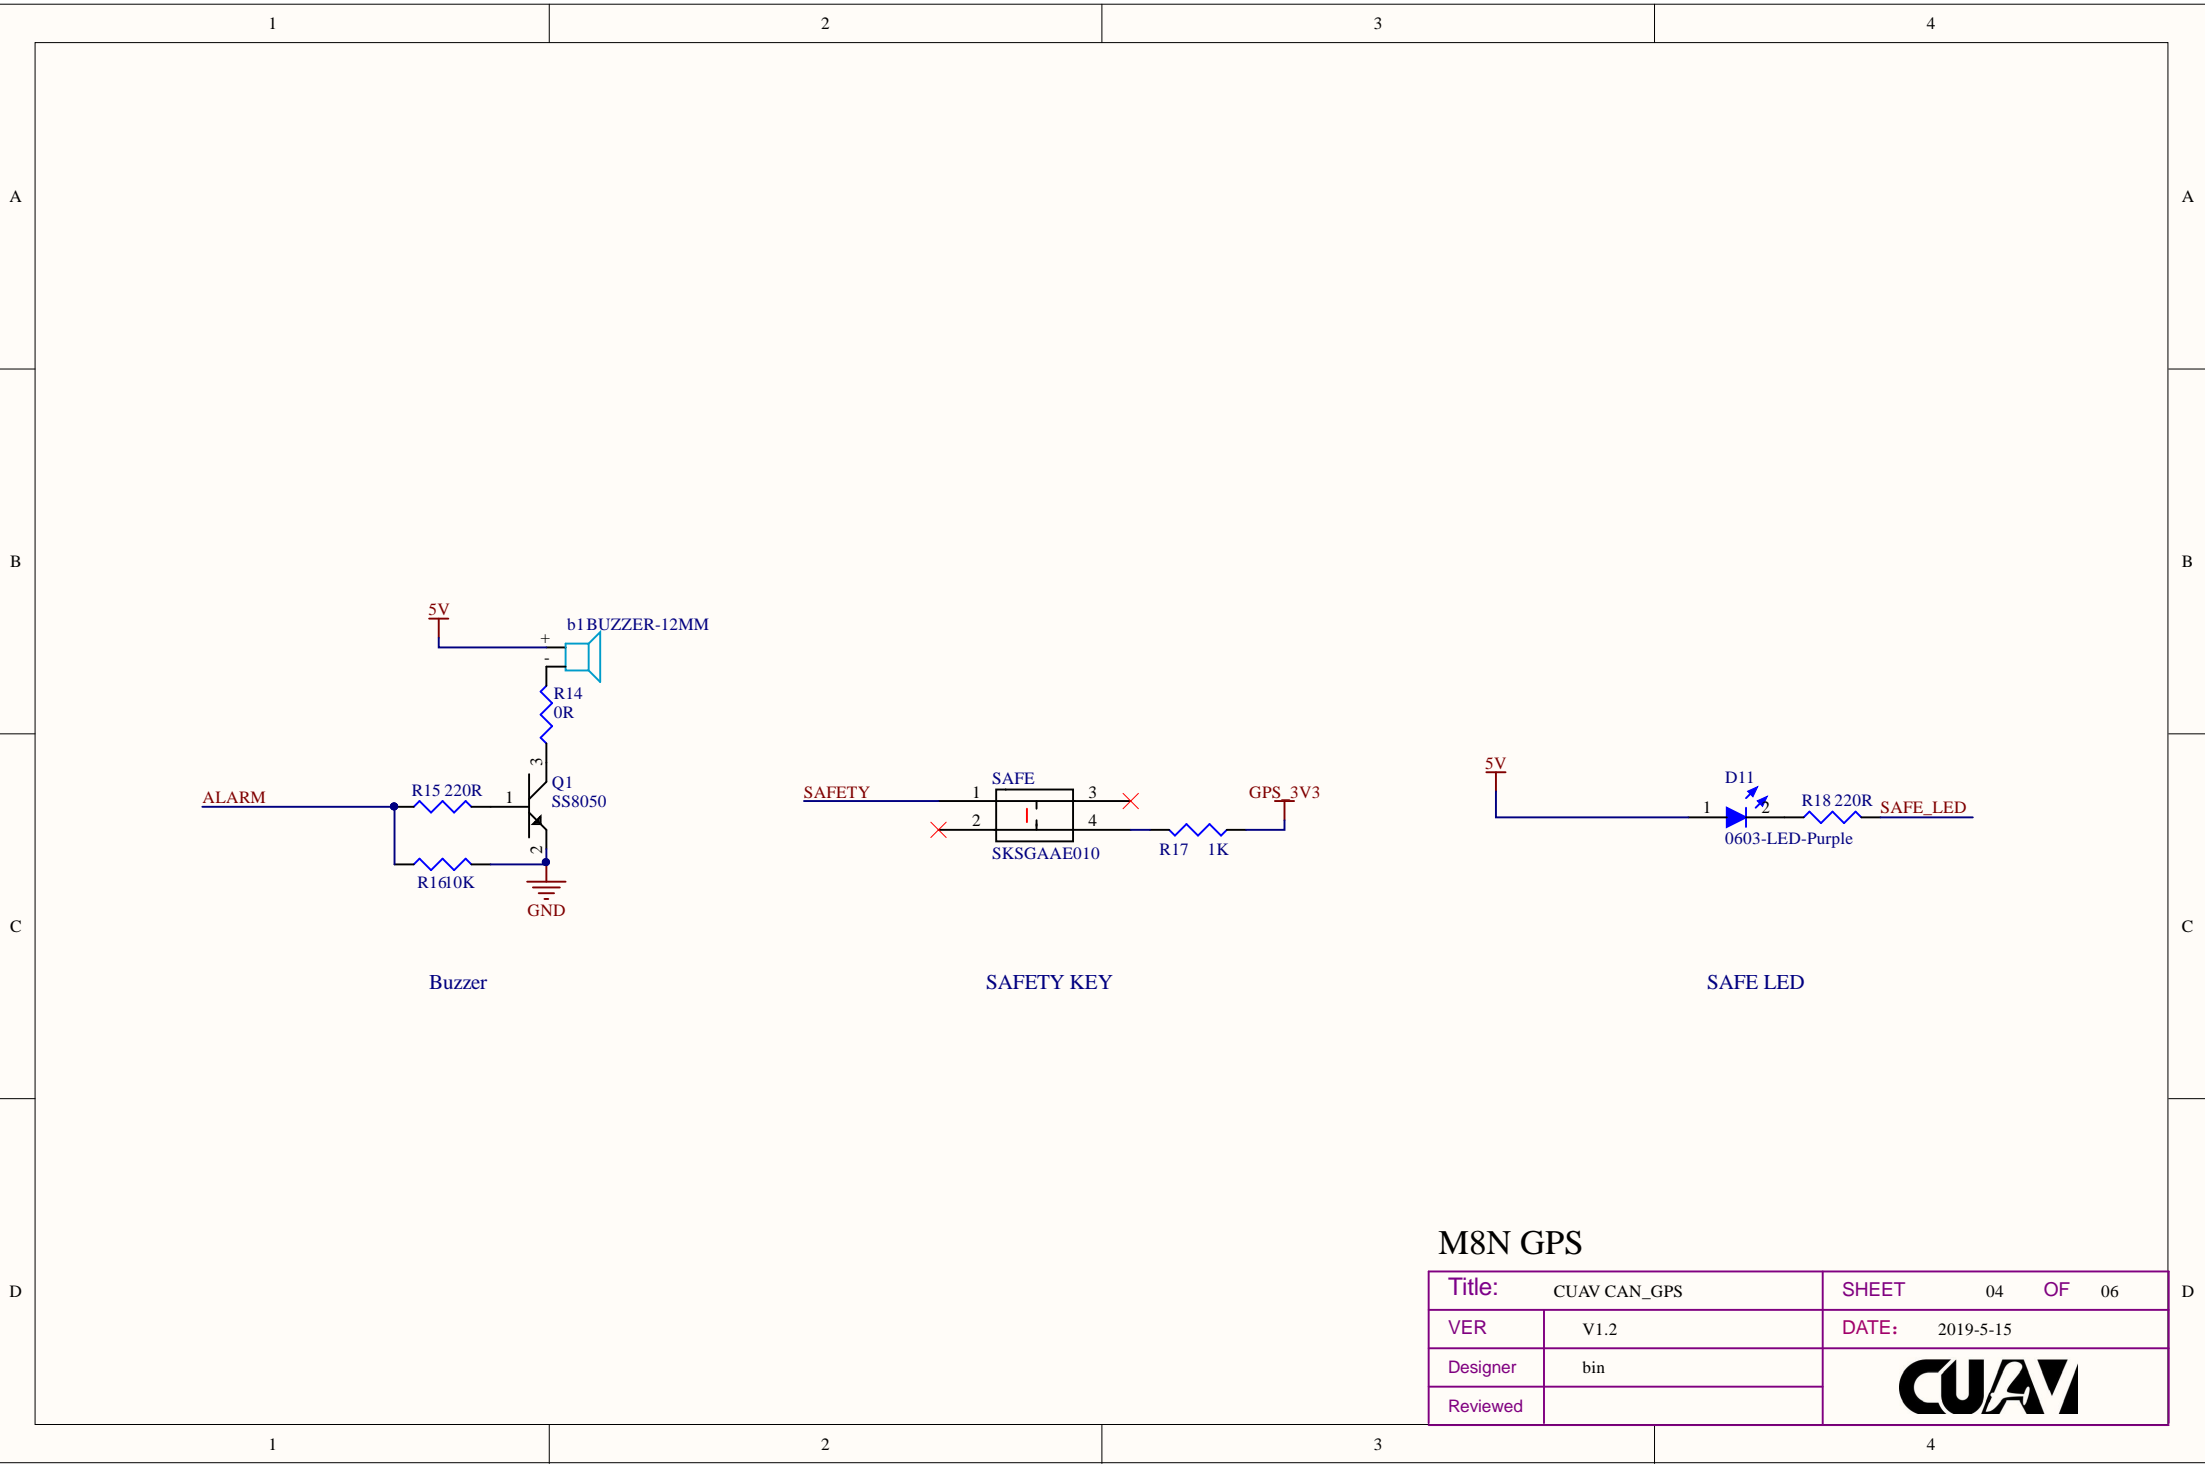 1 2 3 4
A A
B B
5V
b1 BUZZER-12MM
+
-
R14
0R
3
Q1
SS8050
ALARM
R15 220R
1
2
R16 10K
GND
Buzzer
SAFE
SAFETY
1 3
2 4
GPS_3V3
SKSGAAE010
R17 1K
SAFETY KEY
5V
D11
1 2
R18 220R
SAFE_LED
0603-LED-Purple
SAFE LED
C C
M8N GPS
Title: CUAV CAN_GPS SHEET 04 OF 06
VER V1.2 DATE: 2019-5-15
Designer bin
CUAV
Reviewed
D D
1 2 3 4